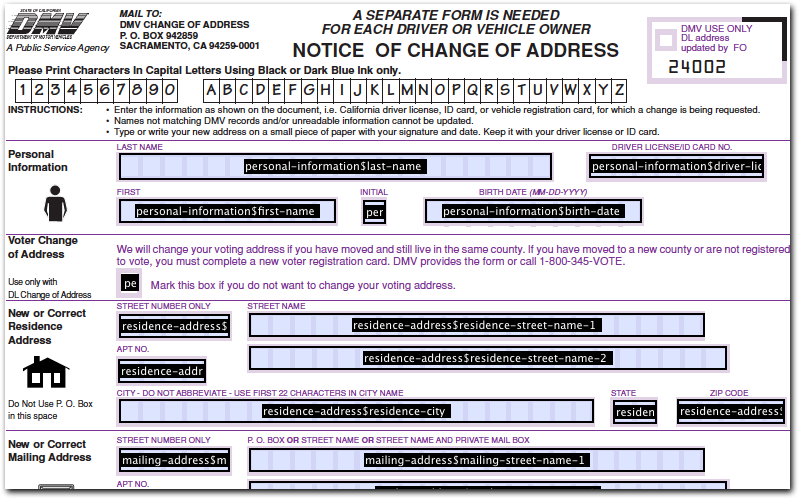 STATE OF CALIFORNIA
DMV
DEPARTMENT OF MOTOR VEHICLES
A Public Service Agency
MAIL TO:
DMV CHANGE OF ADDRESS
P. O. BOX 942859
SACRAMENTO, CA 94259-0001
A SEPARATE FORM IS NEEDED
FOR EACH DRIVER OR VEHICLE OWNER
NOTICE OF CHANGE OF ADDRESS
DMV USE ONLY
DL address
updated by FO
24002
Please Print Characters In Capital Letters Using Black or Dark Blue Ink only.
1 2 3 4 5 6 7 8 9 0 A B C D E F G H I J K L M N O P Q R S T U V W X Y Z
INSTRUCTIONS:
• Enter the information as shown on the document, i.e. California driver license, ID card, or vehicle registration card, for which a change is being requested.
• Names not matching DMV records and/or unreadable information cannot be updated.
• Type or write your new address on a small piece of paper with your signature and date. Keep it with your driver license or ID card.
Personal
Information
LAST NAME
DRIVER LICENSE/ID CARD NO.
personal-information$last-name
personal-information$driver-lic
FIRST
INITIAL
BIRTH DATE (MM-DD-YYYY)
personal-information$first-name
per
personal-information$birth-date
Voter Change
of Address
Use only with
DL Change of Address
We will change your voting address if you have moved and still live in the same county. If you have moved to a new county or are not registered
to vote, you must complete a new voter registration card. DMV provides the form or call 1-800-345-VOTE.
pe
Mark this box if you do not want to change your voting address.
New or Correct
Residence
Address
Do Not Use P. O. Box
in this space
STREET NUMBER ONLY
STREET NAME
residence-address$
residence-address$residence-street-name-1
APT NO.
residence-addr
residence-address$residence-street-name-2
CITY - DO NOT ABBREVIATE - USE FIRST 22 CHARACTERS IN CITY NAME
STATE
ZIP CODE
residence-address$residence-city
residen
residence-address$
New or Correct
Mailing Address
STREET NUMBER ONLY
P. O. BOX OR STREET NAME OR STREET NAME AND PRIVATE MAIL BOX
mailing-address$m
mailing-address$mailing-street-name-1
APT NO.